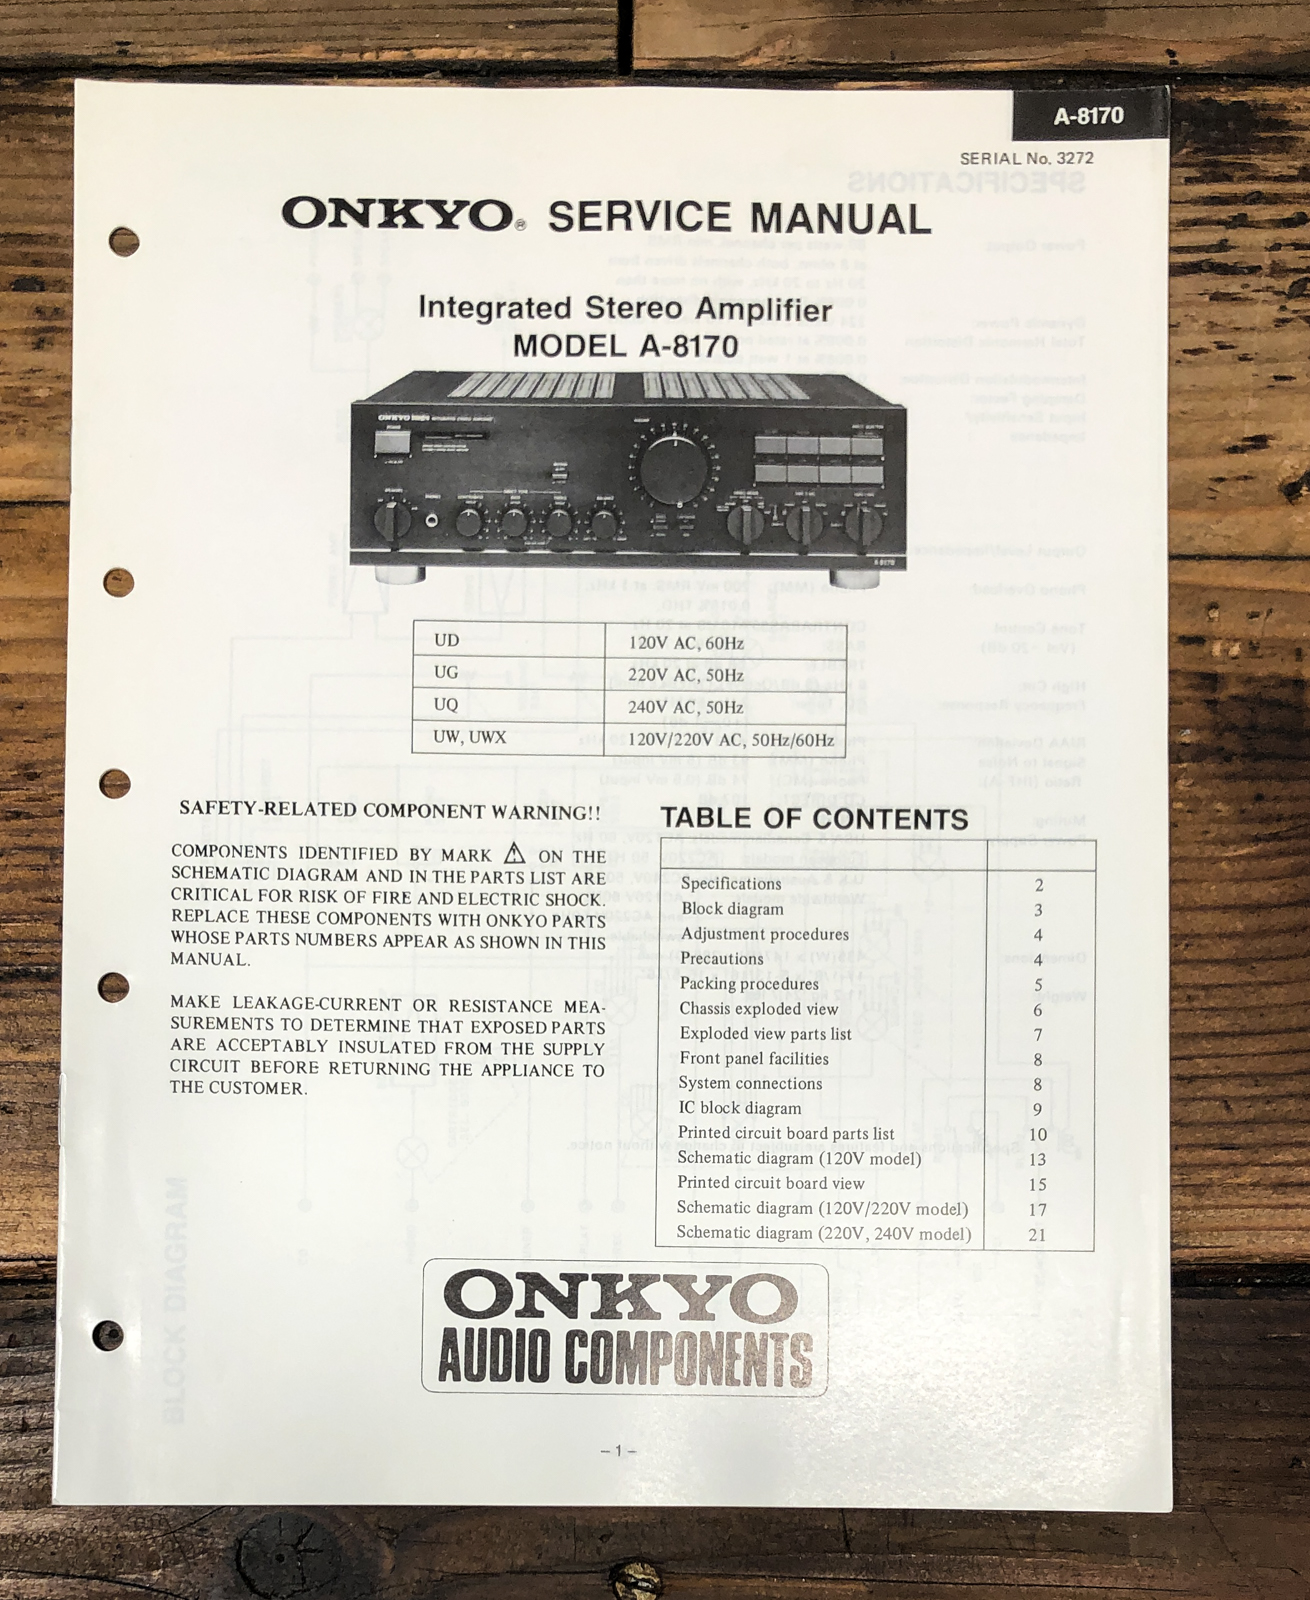 A-8170
SERIAL No. 3272
ONKYO® SERVICE MANUAL
Integrated Stereo Amplifier
MODEL A-8170
ONKYO
A-8170
UD 120V AC, 60Hz
UG 220V AC, 50Hz
UQ 240V AC, 50Hz
UW, UWX 120V/220V AC, 50Hz/60Hz
SAFETY-RELATED COMPONENT WARNING!!
COMPONENTS IDENTIFIED BY MARK ⚠ ON THE
SCHEMATIC DIAGRAM AND IN THE PARTS LIST ARE
CRITICAL FOR RISK OF FIRE AND ELECTRIC SHOCK.
REPLACE THESE COMPONENTS WITH ONKYO PARTS
WHOSE PARTS NUMBERS APPEAR AS SHOWN IN THIS
MANUAL.
MAKE LEAKAGE-CURRENT OR RESISTANCE MEA-
SUREMENTS TO DETERMINE THAT EXPOSED PARTS
ARE ACCEPTABLY INSULATED FROM THE SUPPLY
CIRCUIT BEFORE RETURNING THE APPLIANCE TO
THE CUSTOMER.
TABLE OF CONTENTS
Specifications 2
Block diagram 3
Adjustment procedures 4
Precautions 4
Packing procedures 5
Chassis exploded view 6
Exploded view parts list 7
Front panel facilities 8
System connections 8
IC block diagram 9
Printed circuit board parts list 10
Schematic diagram (120V model) 13
Printed circuit board view 15
Schematic diagram (120V/220V model) 17
Schematic diagram (220V, 240V model) 21
ONKYO
AUDIO COMPONENTS
BLOCK DIAGRAM
– 1 –